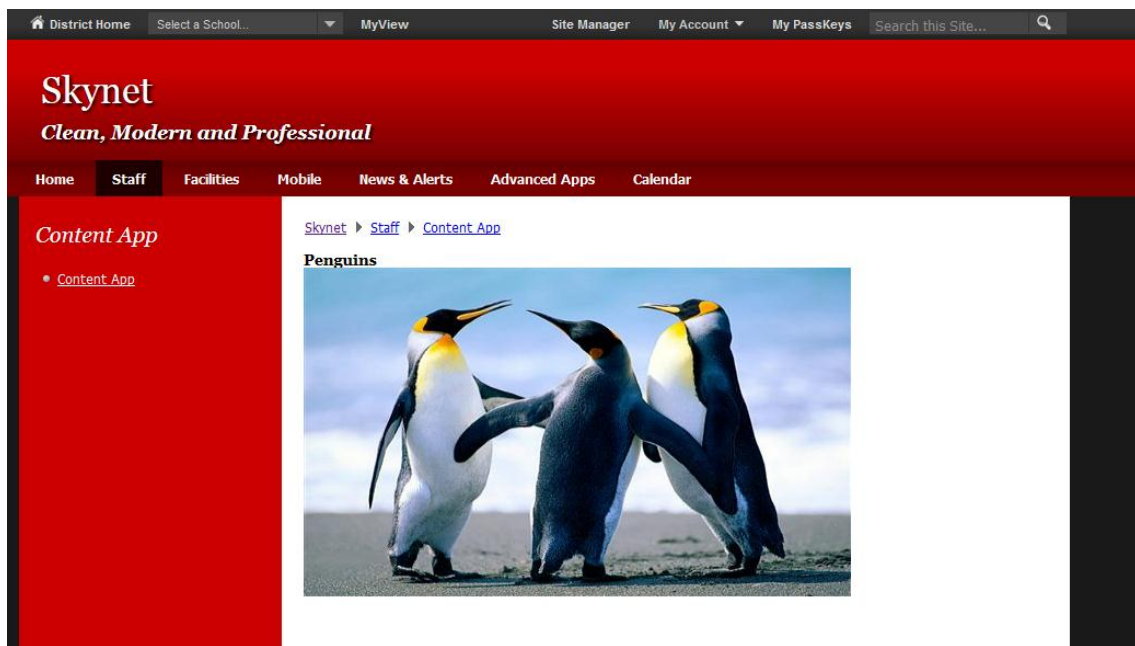 District Home Select a School... MyView Site Manager My Account My PassKeys Search this Site...
Skynet
Clean, Modern and Professional
Home Staff Facilities Mobile News & Alerts Advanced Apps Calendar
Content App
Content App
Skynet Staff Content App
Penguins